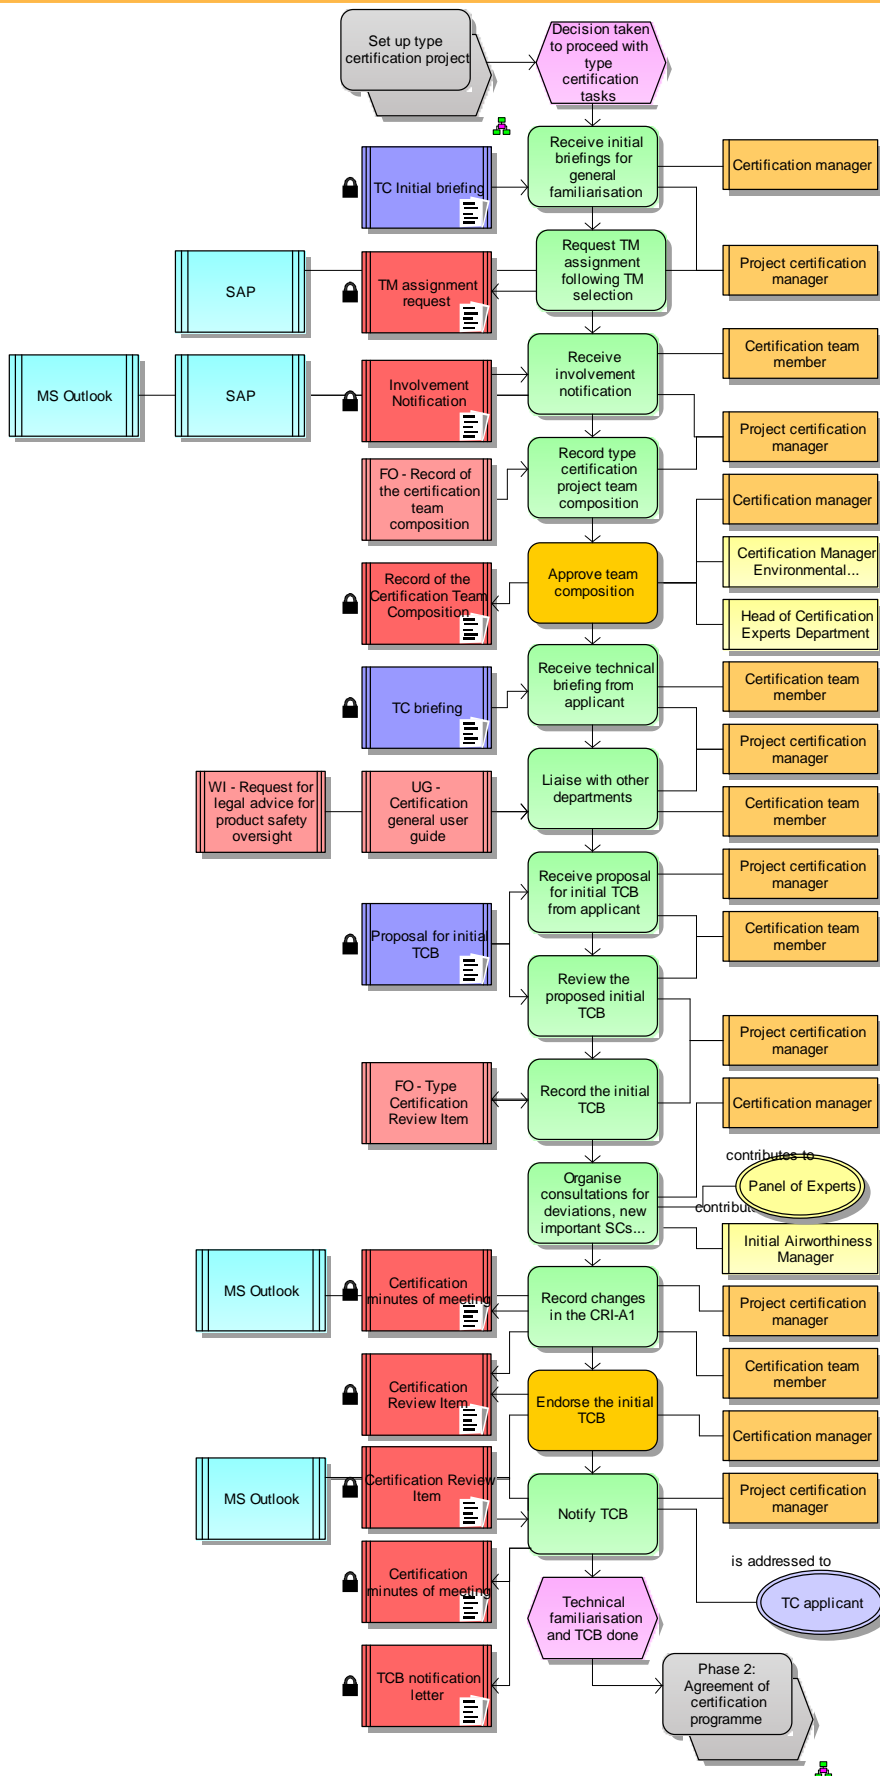 Set up type
certification project
Decision taken
to proceed with
type
certification
tasks
Receive initial
briefings for
general
familiarisation
Certification manager
TC Initial briefing
Request TM
assignment
following TM
selection
Project certification
manager
SAP
TM assignment
request
Receive
involvement
notification
Certification team
member
MS Outlook
SAP
Involvement
Notification
Project certification
manager
FO - Record of
the certification
team
composition
Record type
certification
project team
composition
Certification manager
Certification Manager
Environmental...
Record of the
Certification Team
Composition
Approve team
composition
Head of Certification
Experts Department
Receive technical
briefing from
applicant
Certification team
member
TC briefing
Project certification
manager
WI - Request for
legal advice for
product safety
oversight
UG -
Certification
general user
guide
Liaise with other
departments
Certification team
member
Receive proposal
for initial TCB
from applicant
Project certification
manager
Proposal for initial
TCB
Certification team
member
Review the
proposed initial
TCB
Project certification
manager
FO - Type
Certification
Review Item
Record the initial
TCB
Certification manager
contributes to
Organise
consultations for
deviations, new
important SCs...
Panel of Experts
Initial Airworthiness
Manager
MS Outlook
Certification
minutes of meeting
Record changes
in the CRI-A1
Project certification
manager
Certification
Review Item
Certification team
member
Endorse the initial
TCB
Certification manager
MS Outlook
Certification Review
Item
Notify TCB
Project certification
manager
is addressed to
Certification
minutes of meeting
Technical
familiarisation
and TCB done
TC applicant
TCB notification
letter
Phase 2:
Agreement of
certification
programme